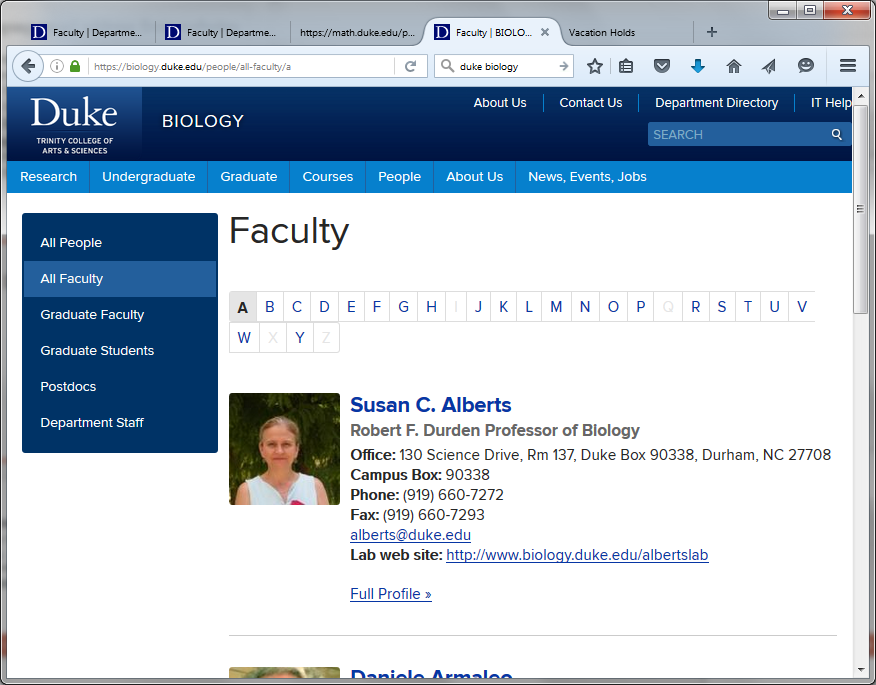 Faculty | Departme...
Faculty | Departme...
https://math.duke.edu/p...
Faculty | BIOLO...
Vacation Holds
https://biology.duke.edu/people/all-faculty/a
duke biology
Duke
TRINITY COLLEGE OF
ARTS & SCIENCES
BIOLOGY
About Us
Contact Us
Department Directory
IT Help
SEARCH
Research
Undergraduate
Graduate
Courses
People
About Us
News, Events, Jobs
All People
All Faculty
Graduate Faculty
Graduate Students
Postdocs
Department Staff
Faculty
A B C D E F G H I J K L M N O P Q R S T U V
W X Y Z
Susan C. Alberts
Robert F. Durden Professor of Biology
Office: 130 Science Drive, Rm 137, Duke Box 90338, Durham, NC 27708
Campus Box: 90338
Phone: (919) 660-7272
Fax: (919) 660-7293
alberts@duke.edu
Lab web site: http://www.biology.duke.edu/albertslab
Full Profile »
Daniele Armaleo